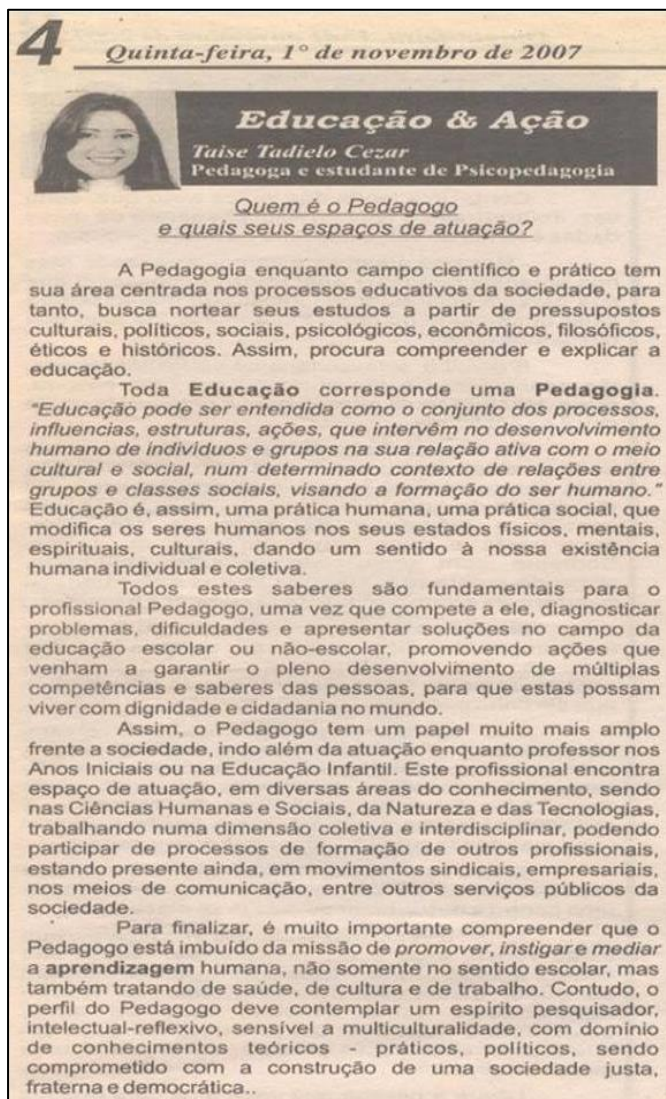 4
Quinta-feira, 1° de novembro de 2007
Educação & Ação
Taise Tadielo Cezar
Pedagoga e estudante de Psicopedagogia
Quem é o Pedagogo
e quais seus espaços de atuação?
A Pedagogia enquanto campo científico e prático tem
sua área centrada nos processos educativos da sociedade, para
tanto, busca nortear seus estudos a partir de pressupostos
culturais, políticos, sociais, psicológicos, econômicos, filosóficos,
éticos e históricos. Assim, procura compreender e explicar a
educação.
Toda Educação corresponde uma Pedagogia.
"Educação pode ser entendida como o conjunto dos processos,
influencias, estruturas, ações, que intervêm no desenvolvimento
humano de indivíduos e grupos na sua relação ativa com o meio
cultural e social, num determinado contexto de relações entre
grupos e classes sociais, visando a formação do ser humano."
Educação é, assim, uma prática humana, uma prática social, que
modifica os seres humanos nos seus estados físicos, mentais,
espirituais, culturais, dando um sentido à nossa existência
humana individual e coletiva.
Todos estes saberes são fundamentais para o
profissional Pedagogo, uma vez que compete a ele, diagnosticar
problemas, dificuldades e apresentar soluções no campo da
educação escolar ou não-escolar, promovendo ações que
venham a garantir o pleno desenvolvimento de múltiplas
competências e saberes das pessoas, para que estas possam
viver com dignidade e cidadania no mundo.
Assim, o Pedagogo tem um papel muito mais amplo
frente a sociedade, indo além da atuação enquanto professor nos
Anos Iniciais ou na Educação Infantil. Este profissional encontra
espaço de atuação, em diversas áreas do conhecimento, sendo
nas Ciências Humanas e Sociais, da Natureza e das Tecnologias,
trabalhando numa dimensão coletiva e interdisciplinar, podendo
participar de processos de formação de outros profissionais,
estando presente ainda, em movimentos sindicais, empresariais,
nos meios de comunicação, entre outros serviços públicos da
sociedade.
Para finalizar, é muito importante compreender que o
Pedagogo está imbuído da missão de promover, instigar e mediar
a aprendizagem humana, não somente no sentido escolar, mas
também tratando de saúde, de cultura e de trabalho. Contudo, o
perfil do Pedagogo deve contemplar um espírito pesquisador,
intelectual-reflexivo, sensível a multiculturalidade, com domínio
de conhecimentos teóricos - práticos, políticos, sendo
comprometido com a construção de uma sociedade justa,
fraterna e democrática..